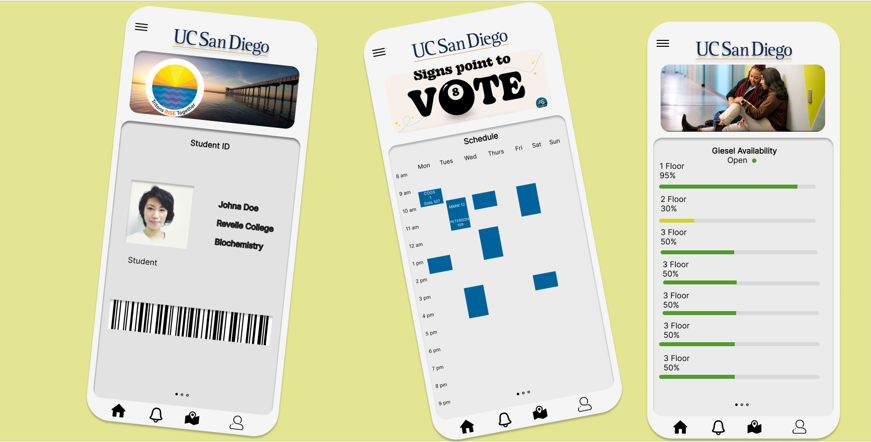 UC San Diego
Tritons RISE Together
Student ID
Johna Doe
Revelle College
Biochemistry
Student
UC San Diego
Signs point to
VOTE
8
Schedule
Mon Tues Wed Thurs Fri Sat Sun
8 am
9 am
10 am
11 am
12 am
1 pm
2 pm
3 pm
4 pm
5 pm
6 pm
7 pm
8 pm
9 pm
MMW 12
UC San Diego
Giesel Availability
Open
1 Floor
95%
2 Floor
30%
3 Floor
50%
3 Floor
50%
3 Floor
50%
3 Floor
50%
3 Floor
50%